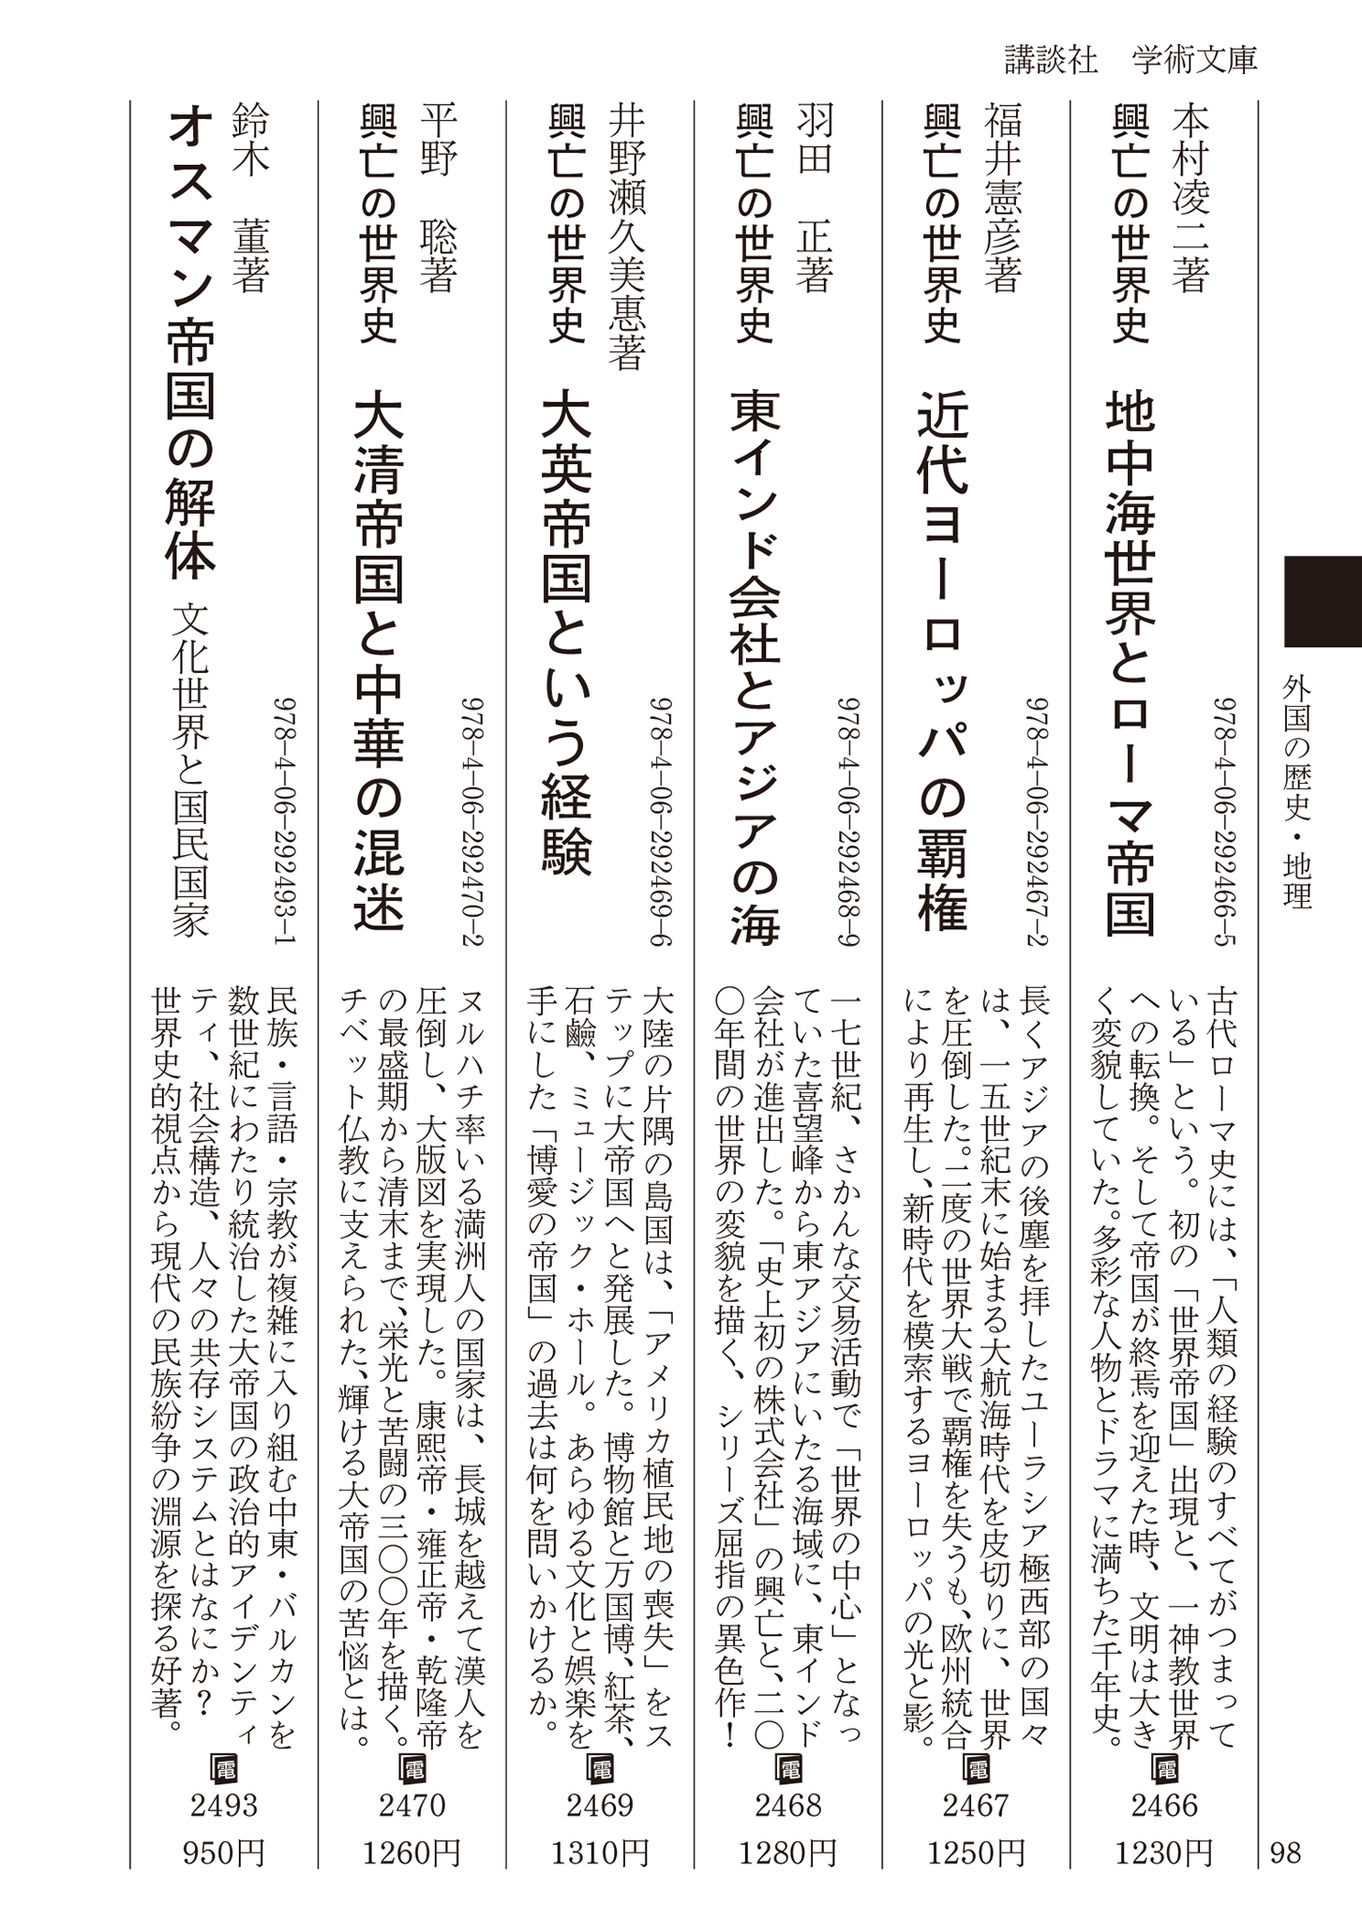 講談社　学術文庫
外国の歴史・地理
本村凌二著
興亡の世界史　地中海世界とローマ帝国
978-4-06-292466-5
古代ローマ史には、「人類の経験のすべてがつまって
いる」という。初の「世界帝国」出現と、一神教世界
への転換。そして帝国が終焉を迎えた時、文明は大き
く変貌していた。多彩な人物とドラマに満ちた千年史。
電
2466
1230円
福井憲彦著
興亡の世界史　近代ヨーロッパの覇権
978-4-06-292467-2
長くアジアの後塵を拝したユーラシア極西部の国々
は、一五世紀末に始まる大航海時代を皮切りに、世界
を圧倒した。二度の世界大戦で覇権を失うも、欧州統合
により再生し、新時代を模索するヨーロッパの光と影。
電
2467
1250円
羽田　正著
興亡の世界史　東インド会社とアジアの海
978-4-06-292468-9
一七世紀、さかんな交易活動で「世界の中心」となっ
ていた喜望峰から東アジアにいたる海域に、東インド
会社が進出した。「史上初の株式会社」の興亡と、二〇
〇年間の世界の変貌を描く、シリーズ屈指の異色作！
電
2468
1280円
井野瀬久美惠著
興亡の世界史　大英帝国という経験
978-4-06-292469-6
大陸の片隅の島国は、「アメリカ植民地の喪失」をス
テップに大帝国へと発展した。博物館と万国博、紅茶、
石鹼、ミュージック・ホール。あらゆる文化と娯楽を
手にした「博愛の帝国」の過去は何を問いかけるか。
電
2469
1310円
平野　聡著
興亡の世界史　大清帝国と中華の混迷
978-4-06-292470-2
ヌルハチ率いる満洲人の国家は、長城を越えて漢人を
圧倒し、大版図を実現した。康熙帝・雍正帝・乾隆帝
の最盛期から清末まで、栄光と苦闘の三〇〇年を描く。
チベット仏教に支えられた、輝ける大帝国の苦悩とは。
電
2470
1260円
鈴木　董著
オスマン帝国の解体　文化世界と国民国家
978-4-06-292493-1
民族・言語・宗教が複雑に入り組む中東・バルカンを
数世紀にわたり統治した大帝国の政治的アイデンティ
ティ、社会構造、人々の共存システムとはなにか？
世界史的視点から現代の民族紛争の淵源を探る好著。
電
2493
950円
98